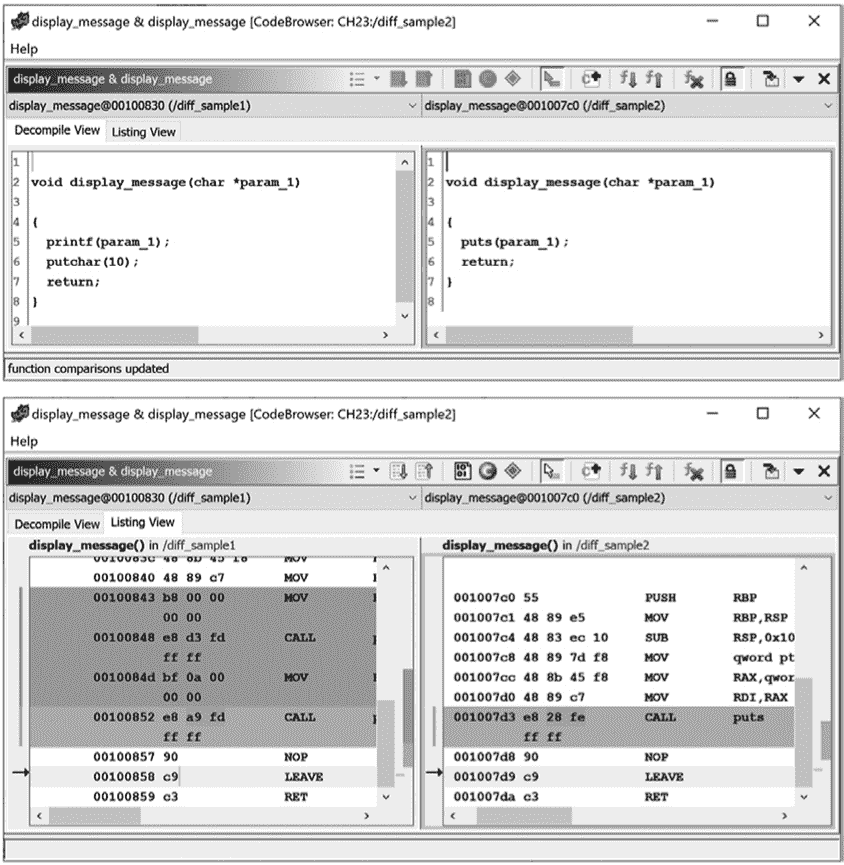 display_message & display_message [CodeBrowser: CH23:/diff_sample2]
Help
display_message & display_message
display_message@00100830 (/diff_sample1) display_message@001007c0 (/diff_sample2)
Decompile View Listing View
1 1
2 void display_message(char *param_1) 2 void display_message(char *param_1)
3 3
4 { 4 {
5 printf(param_1); 5 puts(param_1);
6 putchar(10); 6 return;
7 return; 7 }
8 } 8
9
function comparisons updated
display_message & display_message [CodeBrowser: CH23:/diff_sample2]
Help
display_message & display_message
display_message@00100830 (/diff_sample1) display_message@001007c0 (/diff_sample2)
Decompile View Listing View
display_message() in /diff_sample1 display_message() in /diff_sample2
0010083c 48 8b 45 f8 MOV
00100840 48 89 c7 MOV 001007c0 55 PUSH RBP
00100843 b8 00 00 MOV 001007c1 48 89 e5 MOV RBP,RSP
00 00 001007c4 48 83 ec 10 SUB RSP,0x10
00100848 e8 d3 fd CALL 001007c8 48 89 7d f8 MOV qword pt
ff ff 001007cc 48 8b 45 f8 MOV RAX,qwor
0010084d bf 0a 00 MOV 001007d0 48 89 c7 MOV RDI,RAX
00 00
00100852 e8 a9 fd CALL 001007d3 e8 28 fe CALL puts
ff ff ff ff
00100857 90 NOP 001007d8 90 NOP
00100858 c9 LEAVE 001007d9 c9 LEAVE
00100859 c3 RET 001007da c3 RET